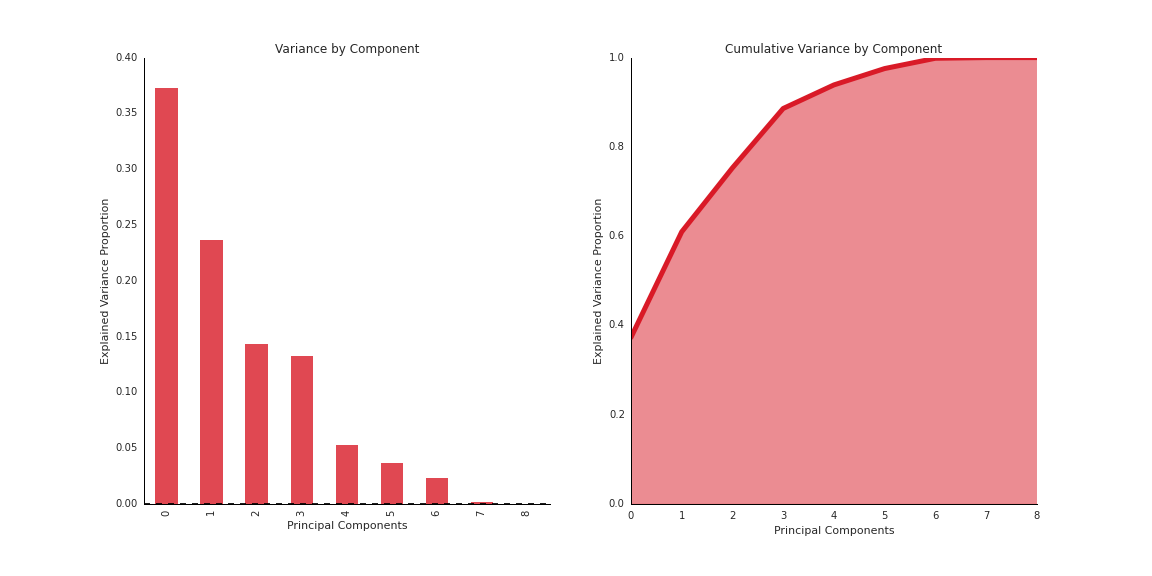 Variance by Component
0.40
0.35
0.30
0.25
0.20
0.15
0.10
0.05
0.00
Explained Variance Proportion
0 1 2 3 4 5 6 7 8
Principal Components
Cumulative Variance by Component
1.0
0.8
0.6
0.4
0.2
0.0
Explained Variance Proportion
0 1 2 3 4 5 6 7 8
Principal Components